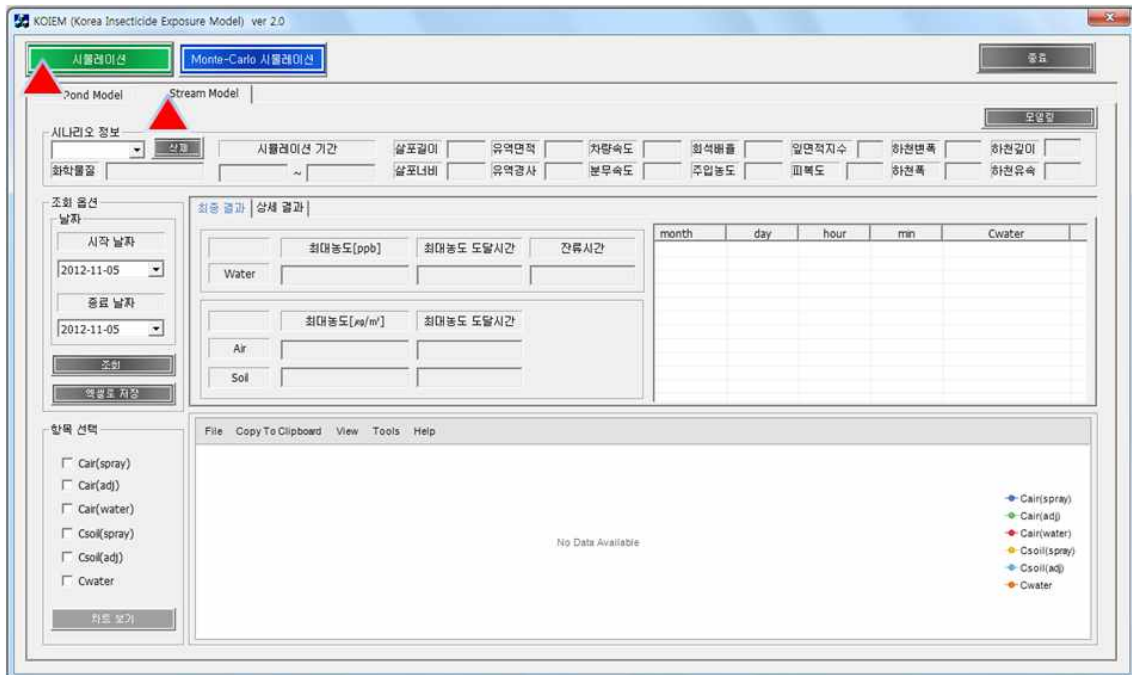 KOIEM (Korea Insecticide Exposure Model) ver 2.0
시뮬레이션 Monte-Carlo 시뮬레이션 종료
Pond Model Stream Model
모델링
시나리오 정보
삭제 시뮬레이션 기간 살포길이 유역면적 차량속도 희석배율 잎면적지수 하천변폭 하천깊이
화학물질 ~ 살포너비 유역경사 분무속도 주입농도 피복도 하천폭 하천유속
조회 옵션
날짜
시작 날짜
2012-11-05
종료 날짜
2012-11-05
조회
엑셀로 저장
최종 결과 상세 결과
최대농도[ppb] 최대농도 도달시간 잔류시간
Water
최대농도[㎍/㎥] 최대농도 도달시간
Air
Soil
month day hour min Cwater
항목 선택
Cair(spray)
Cair(adj)
Cair(water)
Csoil(spray)
Csoil(adj)
Cwater
차트 보기
File Copy To Clipboard View Tools Help
No Data Available
Cair(spray)
Cair(adj)
Cair(water)
Csoil(spray)
Csoil(adj)
Cwater